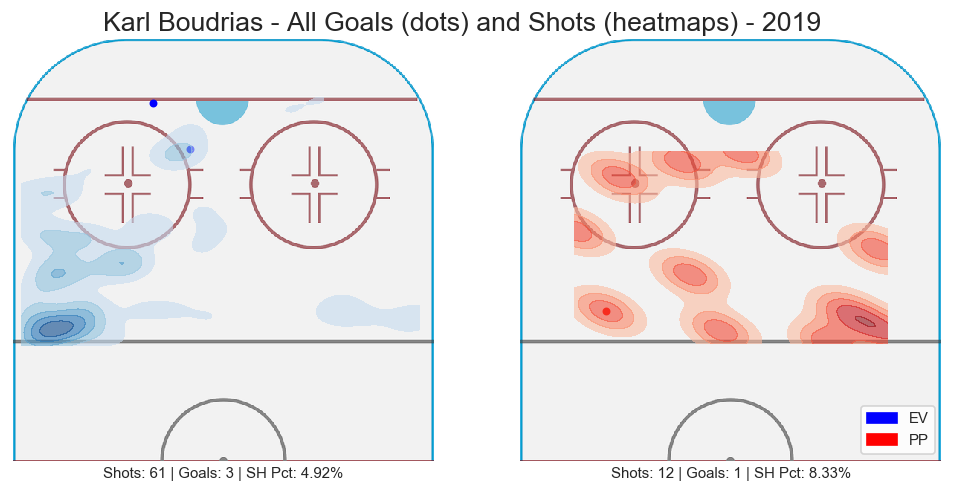 Karl Boudrias - All Goals (dots) and Shots (heatmaps) - 2019
EV
PP
Shots: 61 | Goals: 3 | SH Pct: 4.92%
Shots: 12 | Goals: 1 | SH Pct: 8.33%